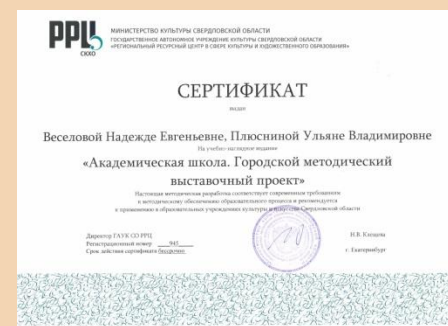 РРЦ
СКХО
МИНИСТЕРСТВО КУЛЬТУРЫ СВЕРДЛОВСКОЙ ОБЛАСТИ
ГОСУДАРСТВЕННОЕ АВТОНОМНОЕ УЧРЕЖДЕНИЕ КУЛЬТУРЫ СВЕРДЛОВСКОЙ ОБЛАСТИ
«РЕГИОНАЛЬНЫЙ РЕСУРСНЫЙ ЦЕНТР В СФЕРЕ КУЛЬТУРЫ И ХУДОЖЕСТВЕННОГО ОБРАЗОВАНИЯ»
СЕРТИФИКАТ
выдан
Веселовой Надежде Евгеньевне, Плюсниной Ульяне Владимировне
На учебно-наглядное издание
«Академическая школа. Городской методический
выставочный проект»
Настоящая методическая разработка соответствует современным требованиям
к методическому обеспечению образовательного процесса и рекомендуется
к применению в образовательных учреждениях культуры и искусства Свердловской области
Директор ГАУК СО РРЦ
Регистрационный номер 945
Срок действия сертификата бессрочно
г. Екатеринбург